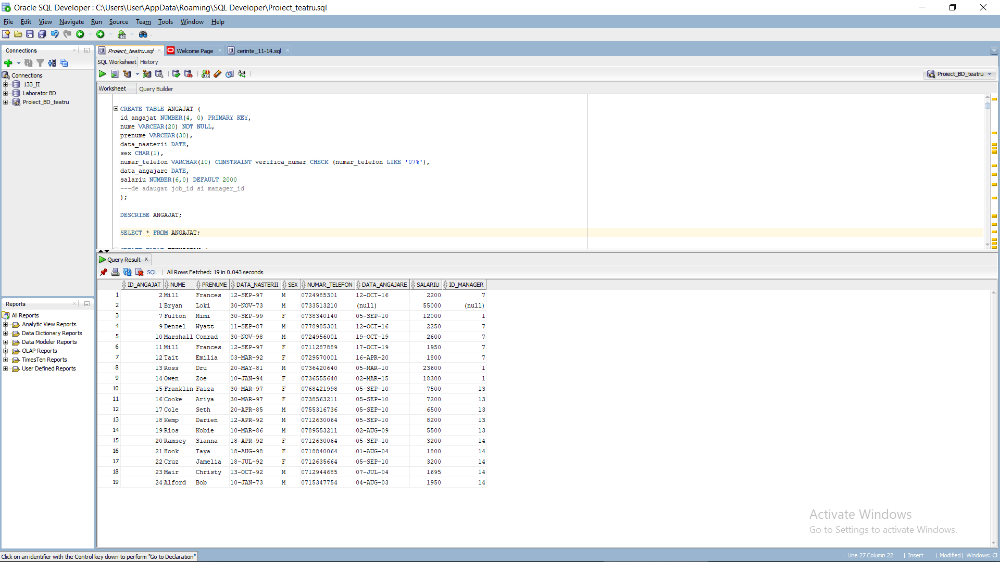 Oracle SQL Developer : C:\Users\User\AppData\Roaming\SQL Developer\Proiect_teatru.sql
File Edit View Navigate Run Source Team Tools Window Help
Connections
Connections
133_II
Laborator BD
Proiect_BD_teatru
Reports
All Reports
Analytic View Reports
Data Dictionary Reports
Data Modeler Reports
OLAP Reports
TimesTen Reports
User Defined Reports
Proiect_teatru.sql Welcome Page cerinte_11-14.sql
SQL Worksheet History
Proiect_BD_teatru
Worksheet Query Builder
CREATE TABLE ANGAJAT (
id_angajat NUMBER(4, 0) PRIMARY KEY,
nume VARCHAR(20) NOT NULL,
prenume VARCHAR(30),
data_nasterii DATE,
sex CHAR(1),
numar_telefon VARCHAR(10) CONSTRAINT verifica_numar CHECK (numar_telefon LIKE '07%'),
data_angajare DATE,
salariu NUMBER(6,0) DEFAULT 2000
---de adaugat job_id si manager_id
);
DESCRIBE ANGAJAT;
SELECT * FROM ANGAJAT;
Query Result
SQL All Rows Fetched: 19 in 0.043 seconds
ID_ANGAJAT NUME PRENUME DATA_NASTERII SEX NUMAR_TELEFON DATA_ANGAJARE SALARIU ID_MANAGER
1 2 Mill Frances 12-SEP-97 M 0724985301 12-OCT-16 2200 7
2 1 Bryan Loki 30-NOV-73 M 0733513210 (null) 55000 (null)
3 7 Fulton Mimi 30-SEP-99 F 0738340140 05-SEP-10 12000 1
4 9 Denzel Wyatt 11-SEP-87 M 0778985301 12-OCT-16 2250 7
5 10 Marshall Conrad 30-NOV-98 M 0724956001 19-OCT-19 2600 7
6 11 Mill Frances 12-SEP-97 F 0711287889 17-OCT-19 1950 7
7 12 Tait Emilia 03-MAR-92 F 0729570001 16-APR-20 1800 7
8 13 Ross Dru 20-MAY-81 M 0736420640 05-MAR-10 23600 1
9 14 Owen Zoe 10-JAN-94 F 0736555640 02-MAR-15 18300 1
10 15 Franklin Faiza 30-MAR-97 F 0768421998 05-SEP-10 7500 13
11 16 Cooke Ariya 30-MAR-97 F 0738563211 05-SEP-10 7200 13
12 17 Cole Seth 20-APR-85 M 0755316736 05-SEP-10 6500 13
13 18 Kemp Darien 12-APR-92 M 0712630064 05-SEP-10 8200 13
14 19 Rios Kobie 10-MAR-86 M 0789553211 02-AUG-09 5500 13
15 20 Ramsey Sianna 18-APR-92 F 0712630064 05-SEP-10 3200 14
16 21 Hook Taya 18-AUG-98 F 0718840064 01-AUG-04 1800 14
17 22 Cruz Jamelia 18-JUL-92 F 0712635664 05-SEP-10 3200 14
18 23 Mair Christy 13-OCT-92 M 0712944685 07-JUL-04 1695 14
19 24 Alford Bob 10-JAN-73 M 0715347754 04-AUG-03 1950 14
Activate Windows
Go to Settings to activate Windows.
Click on an identifier with the Control key down to perform "Go to Declaration"
Line 27 Column 22 Insert Modified Windows: